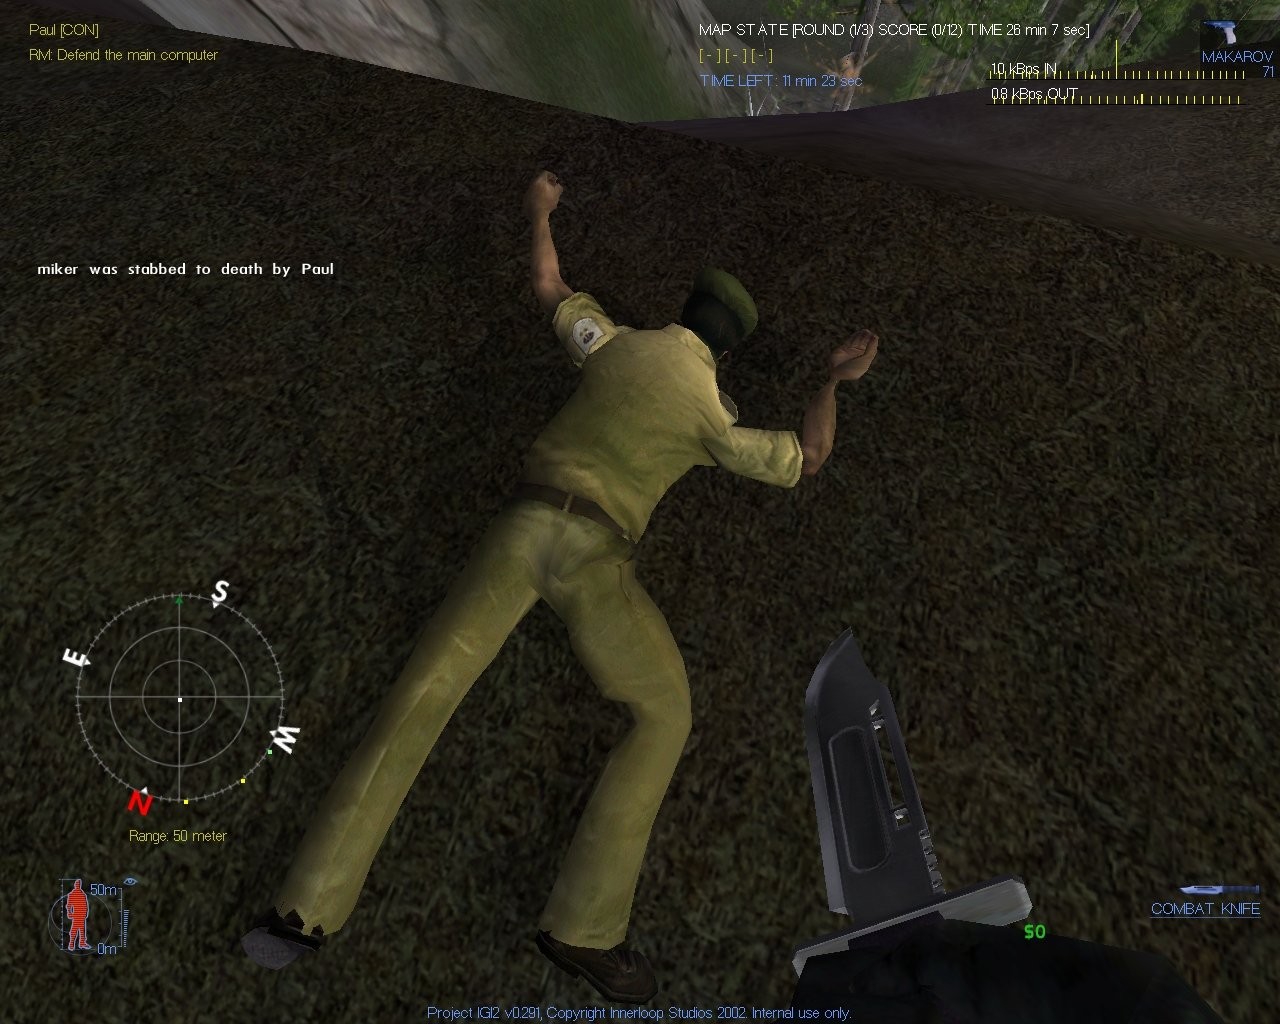 Paul [CON]
RM: Defend the main computer
MAP STATE [ROUND (1/3) SCORE (0/12) TIME 26 min 7 sec]
[ - ] [ - ] [ - ]
TIME LEFT: 11 min 23 sec
10 kBps IN
0.8 kBps OUT
MAKAROV
71
miker was stabbed to death by Paul
S
E
W
N
Range: 50 meter
50m
0m
COMBAT KNIFE
SO
Project IGI2 v0.291, Copyright Innerloop Studios 2002. Internal use only.